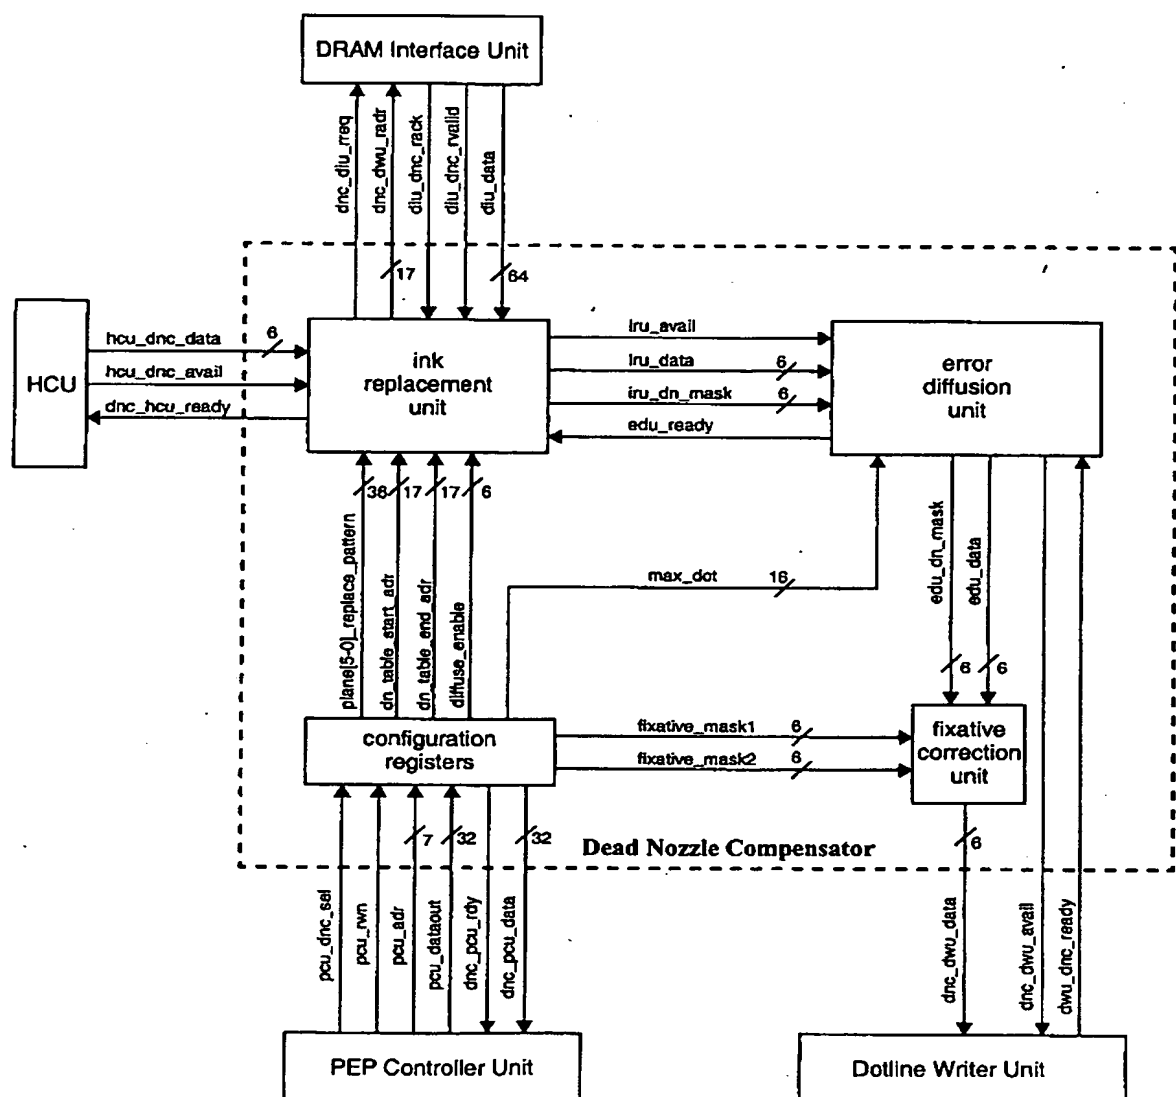 DRAM Interface Unit
dnc_diu_rreq
dnc_dwu_radr
diu_dnc_rack
diu_dnc_rvalid
diu_data
17
64
HCU
hcu_dnc_data
6
hcu_dnc_avail
dnc_hcu_ready
ink
replacement
unit
iru_avail
iru_data
6
iru_dn_mask
6
edu_ready
error
diffusion
unit
36
17
17
6
plane[5-0]_replace_pattern
dn_table_start_adr
dn_table_end_adr
diffuse_enable
max_dot
16
edu_dn_mask
edu_data
6
6
configuration
registers
fixative_mask1
6
fixative_mask2
6
fixative
correction
unit
7
32
32
6
Dead Nozzle Compensator
pcu_dnc_sel
pcu_rwn
pcu_adr
pcu_dataout
dnc_pcu_rdy
dnc_pcu_data
dnc_dwu_data
dnc_dwu_avail
dwu_dnc_ready
PEP Controller Unit
Dotline Writer Unit